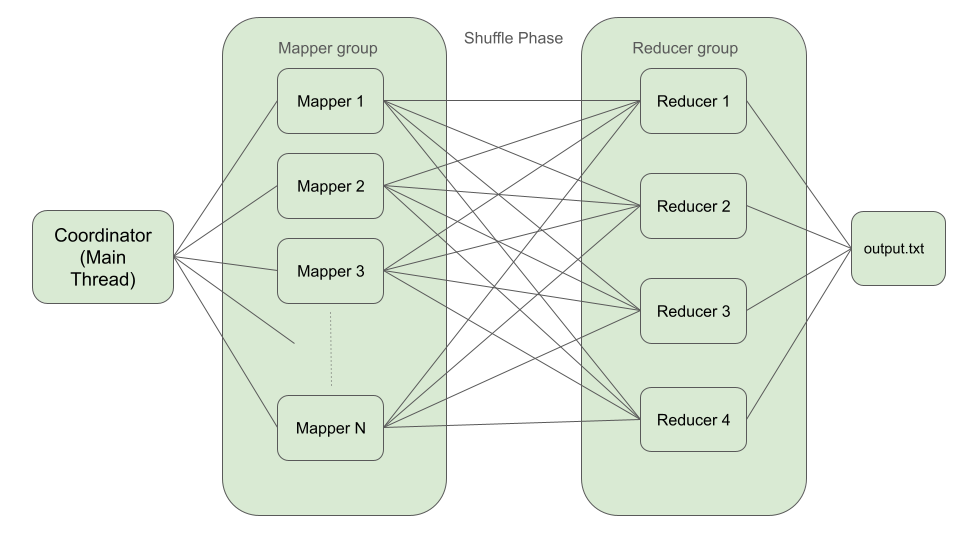 Mapper group
Shuffle Phase
Reducer group
Mapper 1
Mapper 2
Mapper 3
Mapper N
Coordinator
(Main
Thread)
Reducer 1
Reducer 2
Reducer 3
Reducer 4
output.txt